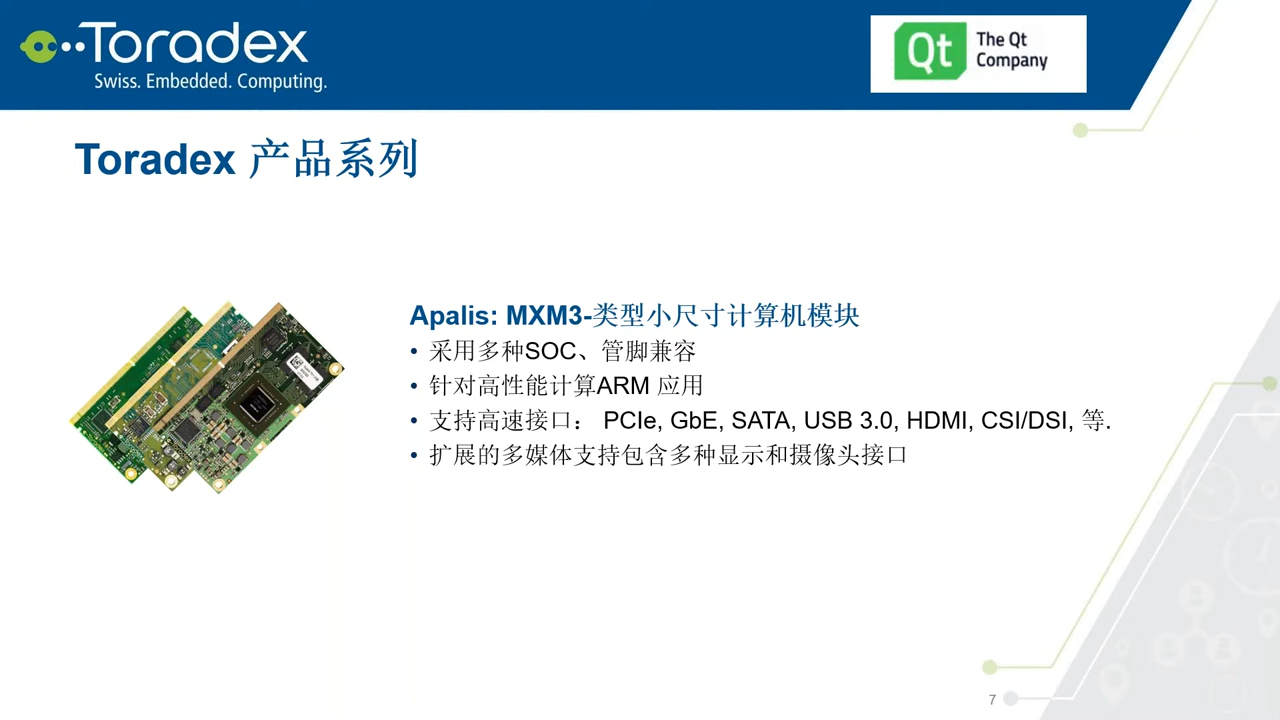 Toradex
Swiss. Embedded. Computing.
Qt
The Qt
Company
Toradex 产品系列
Apalis: MXM3-类型小尺寸计算机模块
• 采用多种SOC、管脚兼容
• 针对高性能计算ARM 应用
• 支持高速接口： PCIe, GbE, SATA, USB 3.0, HDMI, CSI/DSI, 等.
• 扩展的多媒体支持包含多种显示和摄像头接口
7